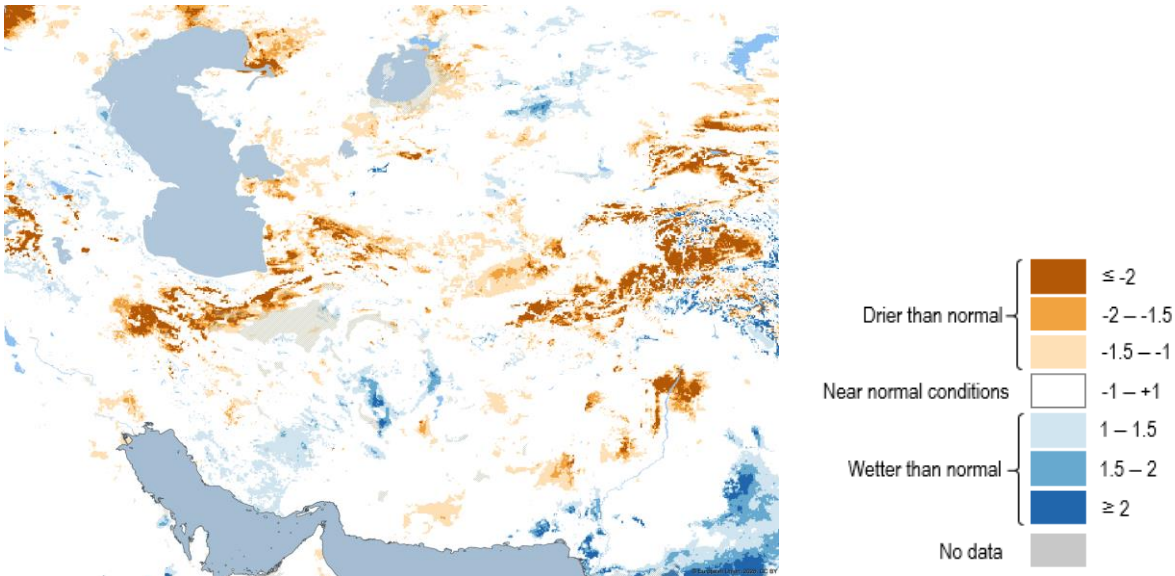 ≤ -2
Drier than normal
-2 – -1.5
-1.5 – -1
Near normal conditions
-1 – +1
1 – 1.5
Wetter than normal
1.5 – 2
≥ 2
No data